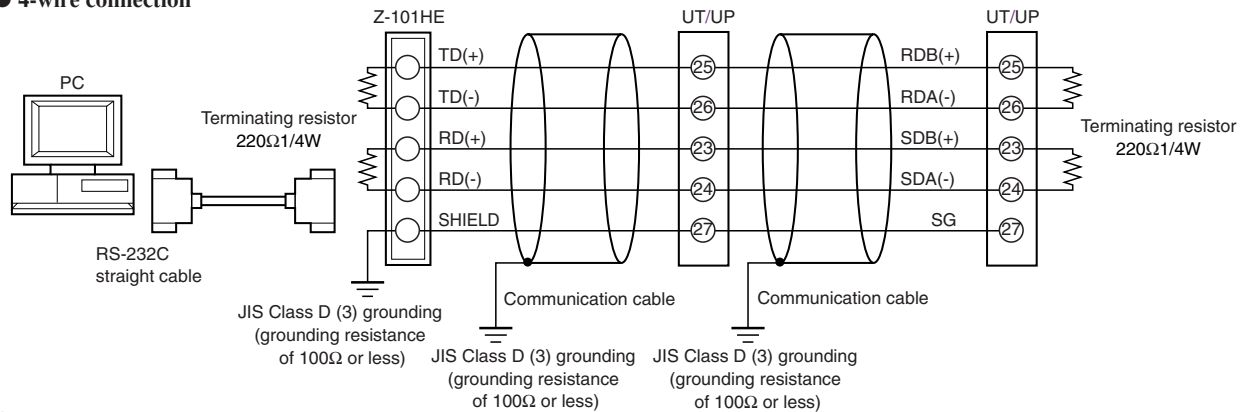 ● 4-wire connection
Z-101HE
UT/UP
UT/UP
PC
Terminating resistor
220Ω1/4W
RS-232C
straight cable
TD(+)
TD(-)
RD(+)
RD(-)
SHIELD
25
26
23
24
27
RDB(+)
RDA(-)
SDB(+)
SDA(-)
SG
25
26
23
24
27
Terminating resistor
220Ω1/4W
Communication cable
Communication cable
JIS Class D (3) grounding
(grounding resistance
of 100Ω or less)
JIS Class D (3) grounding
(grounding resistance
of 100Ω or less)
JIS Class D (3) grounding
(grounding resistance
of 100Ω or less)